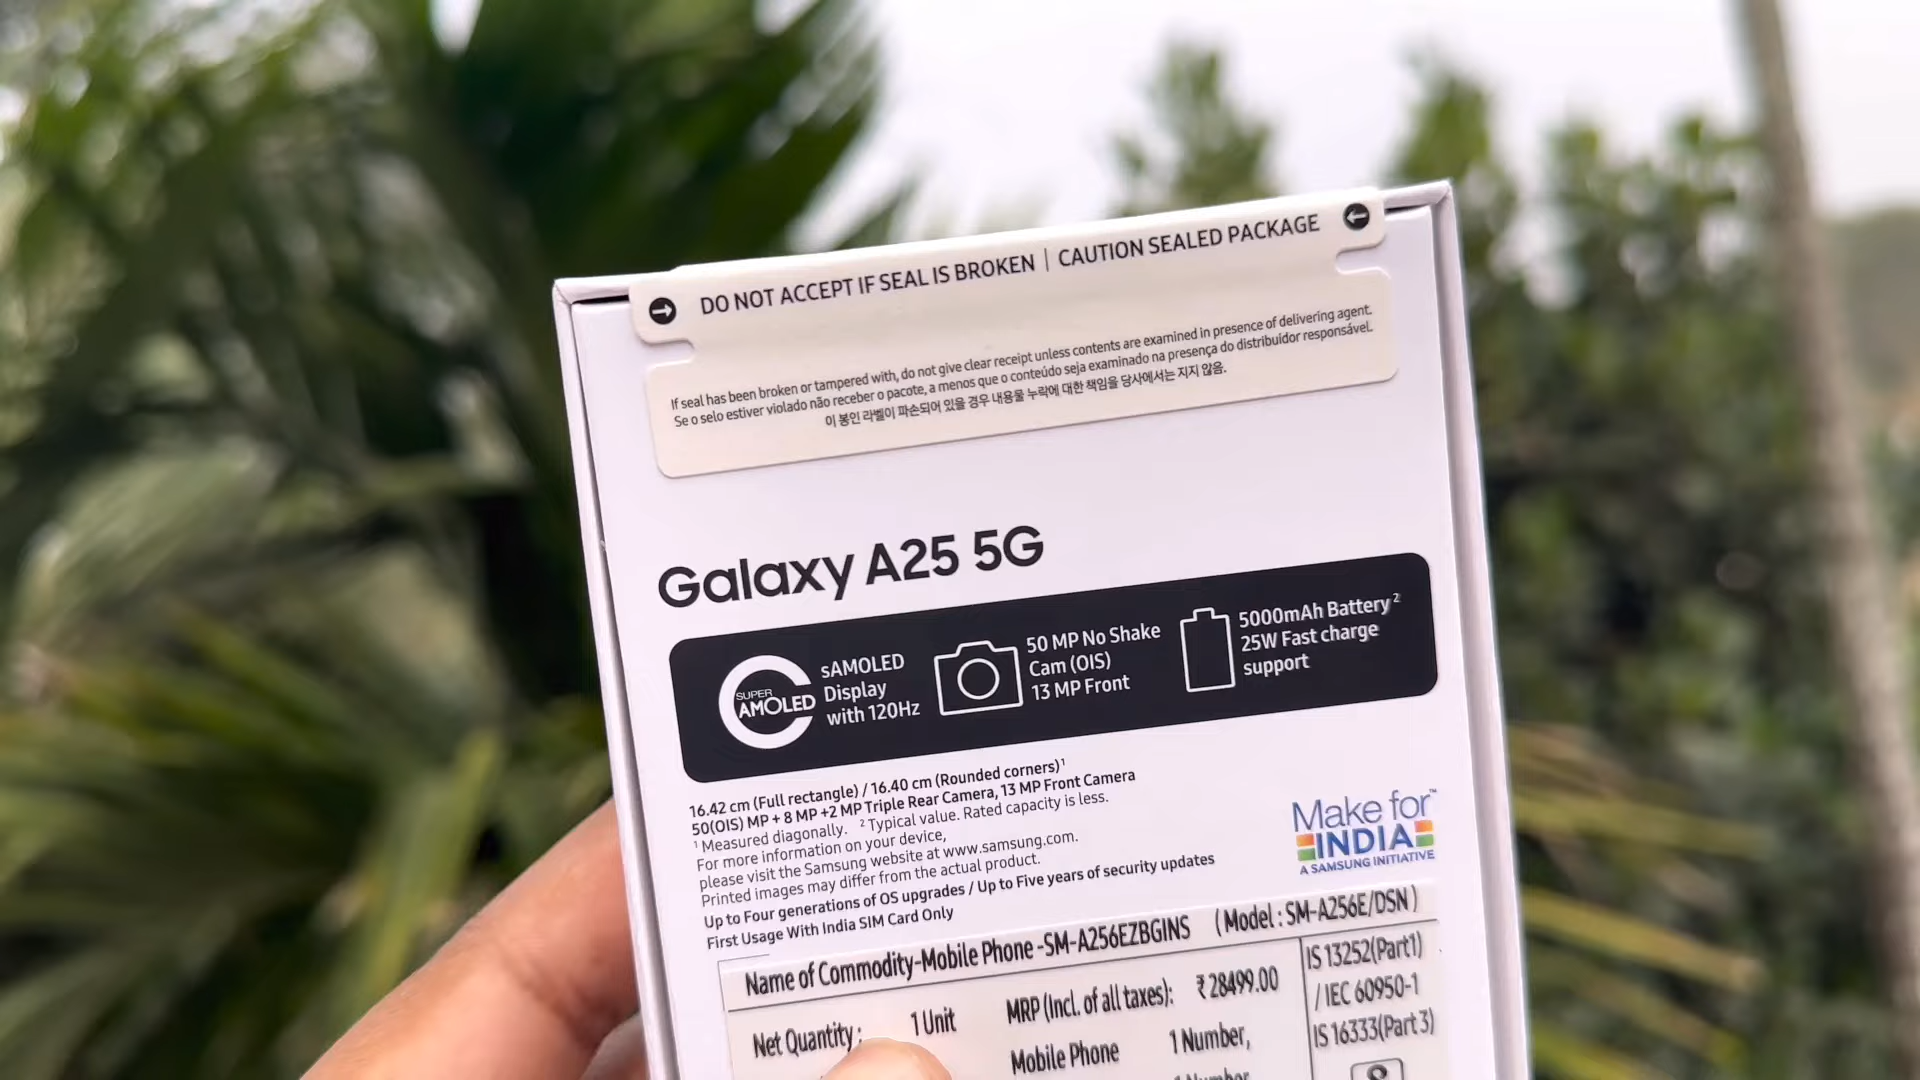 DO NOT ACCEPT IF SEAL IS BROKEN | CAUTION SEALED PACKAGE
If seal has been broken or tampered with, do not give clear receipt unless contents are examined in presence of delivering agent.
Se o selo estiver violado não receber o pacote, a menos que o conteúdo seja examinado na presença do distribuidor responsável.
이 봉인 라벨이 파손되어 있을 경우 내용물 누락에 대한 책임을 당사에서는 지지 않음.
Galaxy A25 5G
SUPER
AMOLED
sAMOLED
Display
with 120Hz
50 MP No Shake
Cam (OIS)
13 MP Front
5000mAh Battery²
25W Fast charge
support
16.42 cm (Full rectangle) / 16.40 cm (Rounded corners)¹
50(OIS) MP + 8 MP +2 MP Triple Rear Camera, 13 MP Front Camera
¹ Measured diagonally. ² Typical value. Rated capacity is less.
For more information on your device,
please visit the Samsung website at www.samsung.com.
Printed images may differ from the actual product.
Up to Four generations of OS upgrades / Up to Five years of security updates
First Usage With India SIM Card Only
Make for™
INDIA
A SAMSUNG INITIATIVE
Name of Commodity-Mobile Phone -SM-A256EZBGINS (Model : SM-A256E/DSN)
Net Quantity : 1 Unit
MRP (Incl. of all taxes): ₹ 28499.00
Mobile Phone 1 Number,
IS 13252(Part1)
/ IEC 60950-1
IS 16333(Part 3)